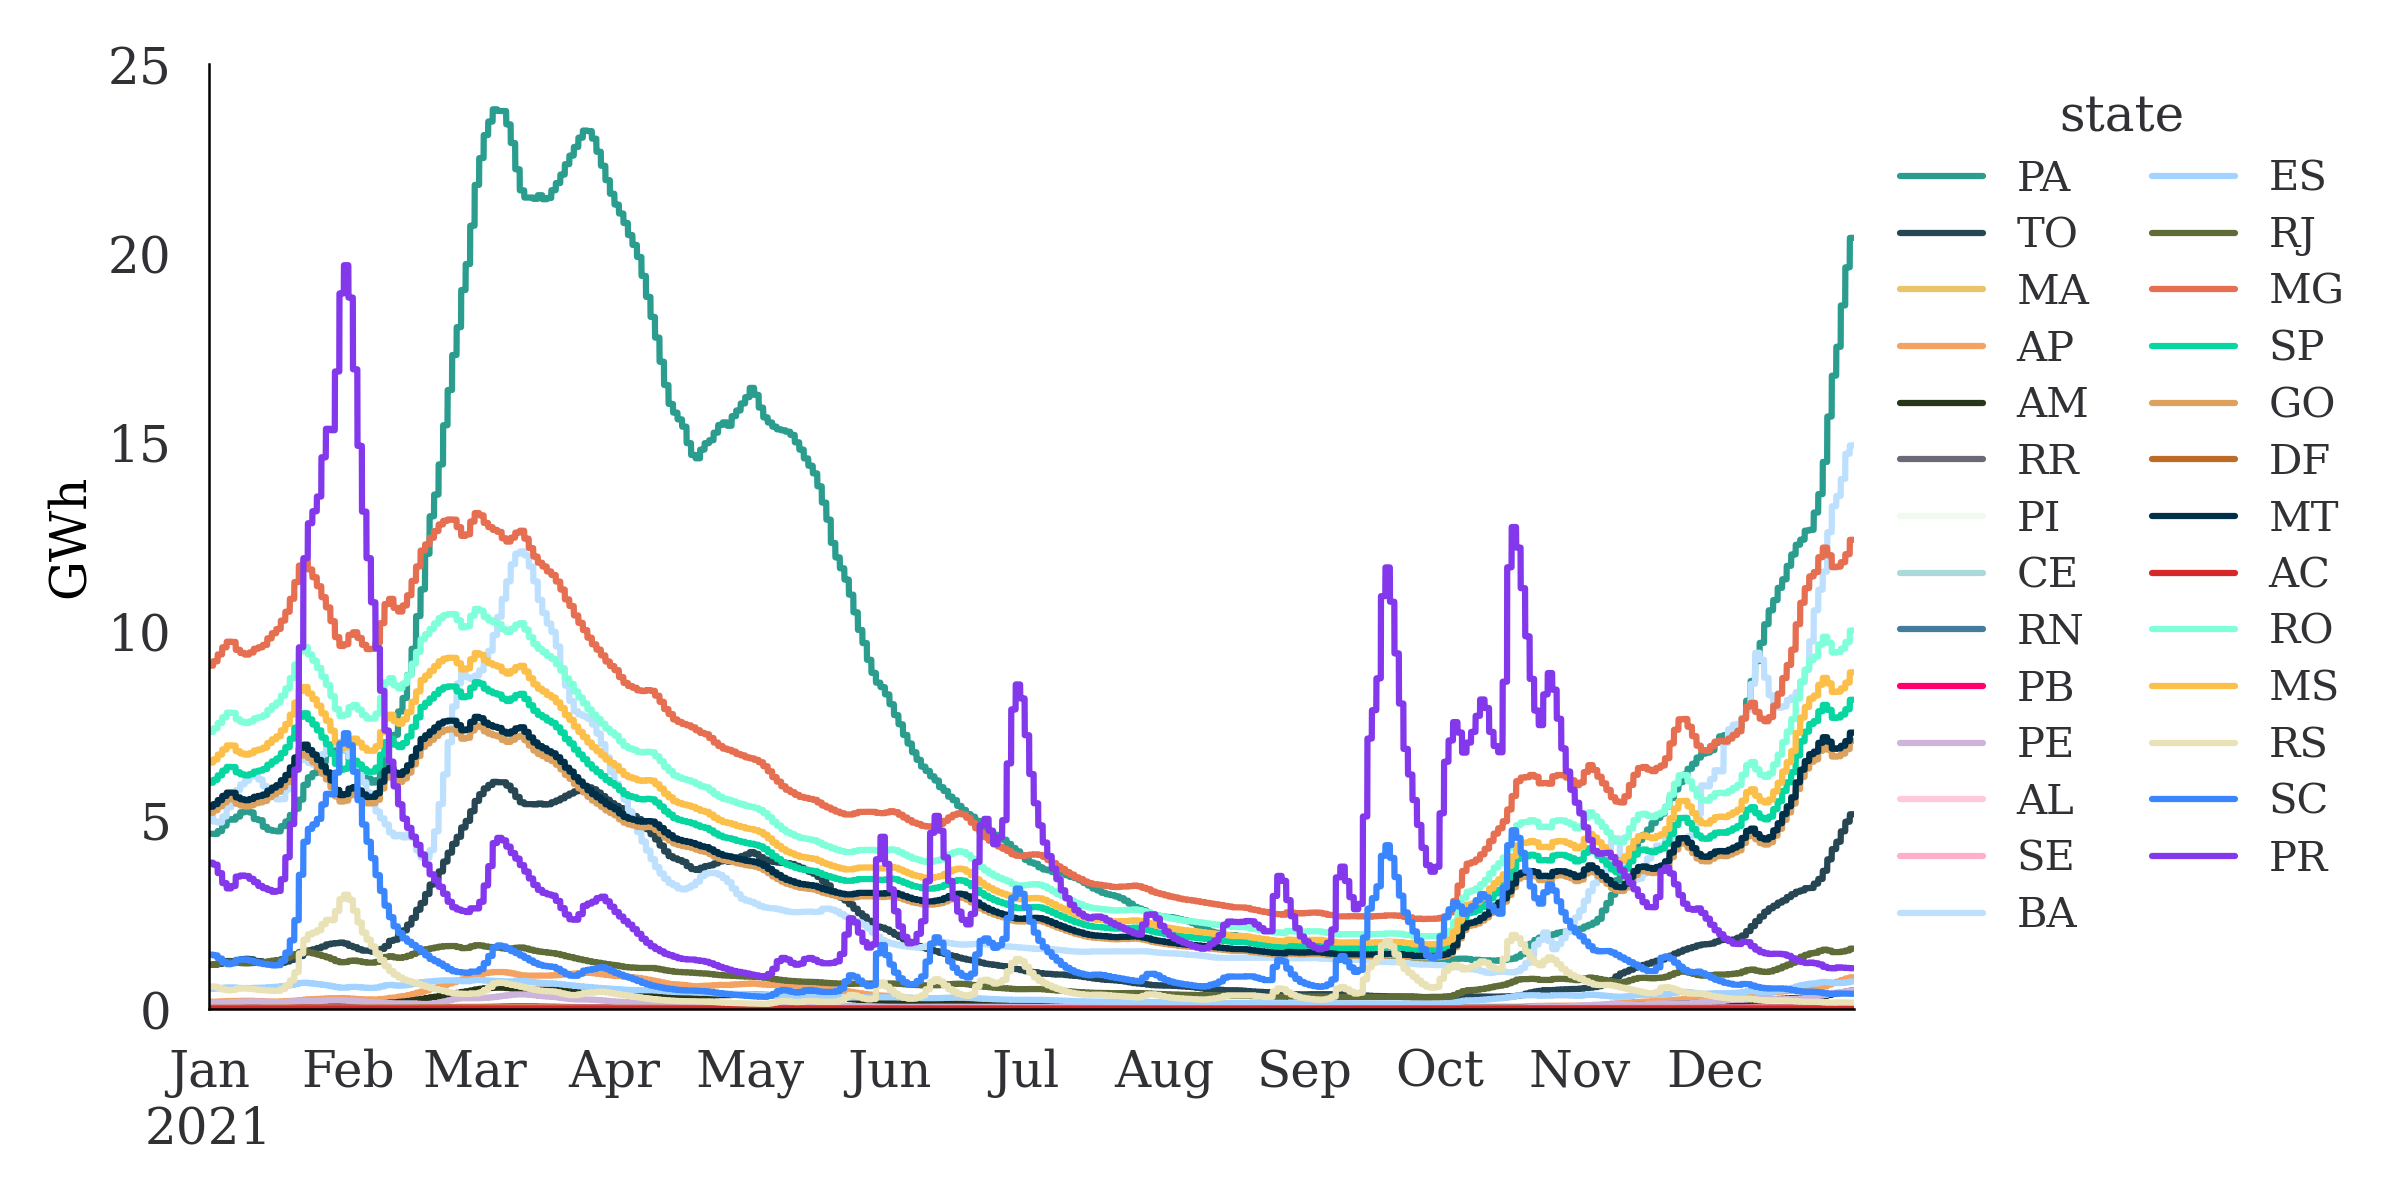 25
20
15
10
5
0
GWh
Jan Feb Mar Apr May Jun Jul Aug Sep Oct Nov Dec
2021
state
PA ES
TO RJ
MA MG
AP SP
AM GO
RR DF
PI MT
CE AC
RN RO
PB MS
PE RS
AL SC
SE PR
BA